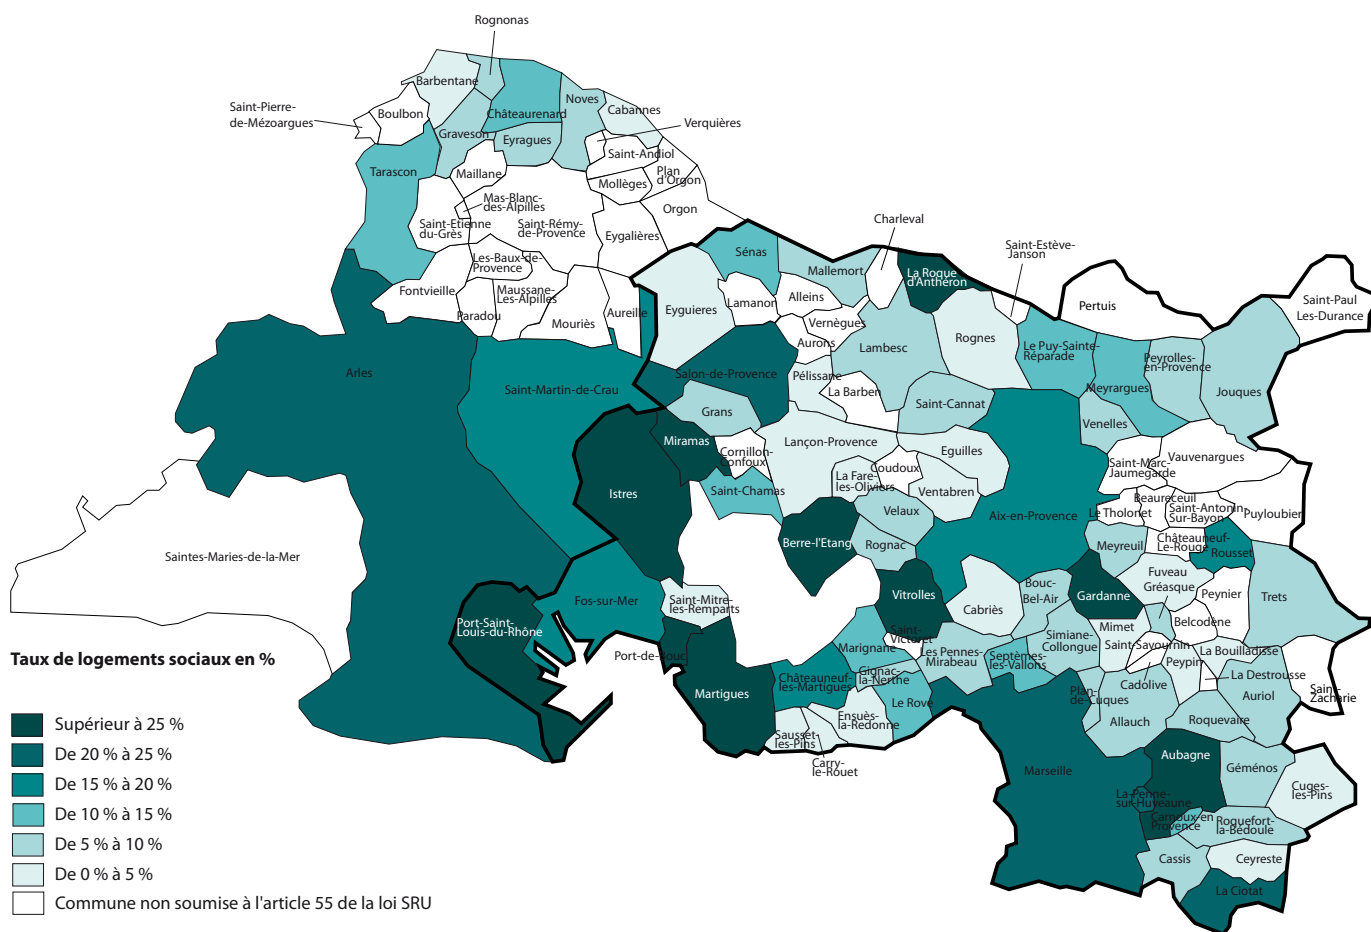 Rognonas
Barbentane
Saint-Pierre-
de-Mézoargues
Boulbon
Châteaurenard
Noves
Cabannes
Verquières
Graveson
Eyragues
Saint-Andiol
Tarascon
Maillane
Mollèges
Plan
d'Orgon
Mas-Blanc-
des-Alpilles
Saint-Etienne
du-Grès
Saint-Rémy-
de-Provence
Orgon
Eygalières
Charleval
Saint-Estève-
Janson
Les-Baux-de-
Provence
Fontvieille
Maussane-
Les-Alpilles
Paradou
Mouriès
Aureille
Sénas
Mallemort
La Roque
d'Anthéron
Pertuis
Saint-Paul
Les-Durance
Eyguieres
Lamanon
Alleins
Vernègues
Aurons
Lambesc
Rognes
Le Puy-Sainte-
Réparade
Peyrolles-
en-Provence
Meyrargues
Jouques
Arles
Saint-Martin-de-Crau
Salon-de-Provence
Pélissane
La Barben
Grans
Saint-Cannat
Venelles
Miramas
Cornillon-
Confoux
Lançon-Provence
Eguilles
Coudoux
La Fare-
les-Oliviers
Ventabren
Saint-Marc-
Jaumegarde
Vauvenargues
Istres
Saint-Chamas
Velaux
Aix-en-Provence
Beaureceuil
Le Tholonet
Saint-Antonin-
Sur-Bayon
Puyloubier
Saintes-Maries-de-la-Mer
Berre-l'Etang
Rognac
Meyreuil
Châteauneuf-
Le-Rouge
Rousset
Fos-sur-Mer
Saint-Mitre-
les-Remparts
Vitrolles
Cabriès
Bouc-
Bel-Air
Gardanne
Fuveau
Gréasque
Peynier
Trets
Port-Saint-
Louis-du-Rhône
Port-de-Bouc
Saint-
Victoret
Marignane
Les Pennes-
Mirabeau
Septèmes-
les-Vallons
Simiane-
Collongue
Mimet
Belcodène
Saint-Savournin
La Bouilladisse
Peypin
La Destrousse
Saint-
Zacharie
Martigues
Châteauneuf-
les-Martigues
Gignac-
la-Nerthe
Le Rove
Ensuès-
la-Redonne
Sausset-
les-Pins
Carry-
le-Rouet
Plan-
de-Cuques
Cadolive
Allauch
Roquevaire
Auriol
Marseille
Aubagne
Géménos
Cuges-
les-Pins
La-Penne-
sur-Huveaune
Carnoux-en
Provence
Roquefort-
la-Bédoule
Cassis
Ceyreste
La Ciotat
Taux de logements sociaux en %
Supérieur à 25 %
De 20 % à 25 %
De 15 % à 20 %
De 10 % à 15 %
De 5 % à 10 %
De 0 % à 5 %
Commune non soumise à l'article 55 de la loi SRU